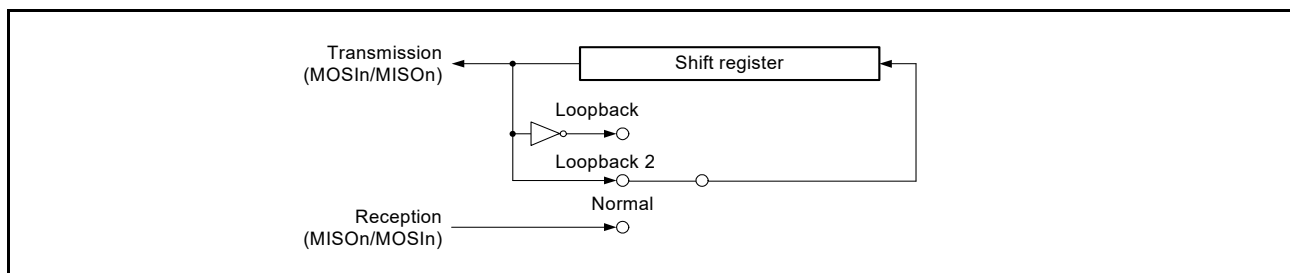 Transmission
(MOSIn/MISOn)
Shift register
Loopback
Loopback 2
Normal
Reception
(MISOn/MOSIn)